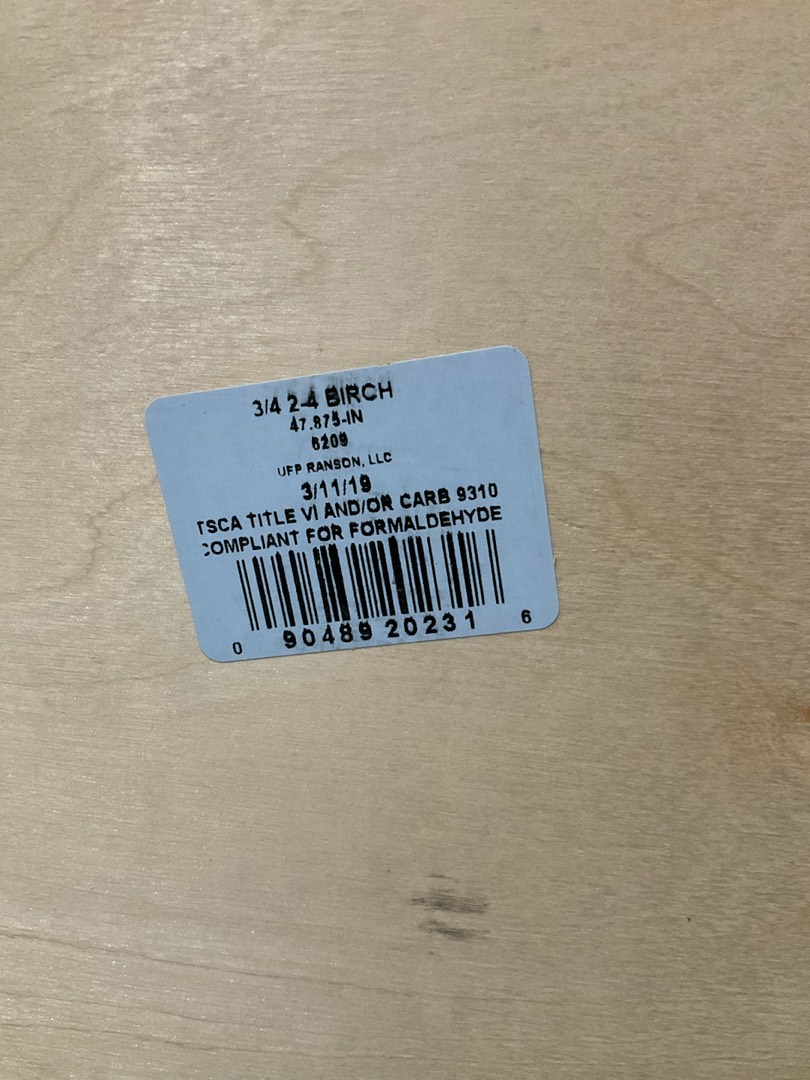 3/4 2-4 BIRCH
47.875-IN
6209
UFP RANSON, LLC
3/11/19
TSCA TITLE VI AND/OR CARB 9310
COMPLIANT FOR FORMALDEHYDE
0 90489 20231 6